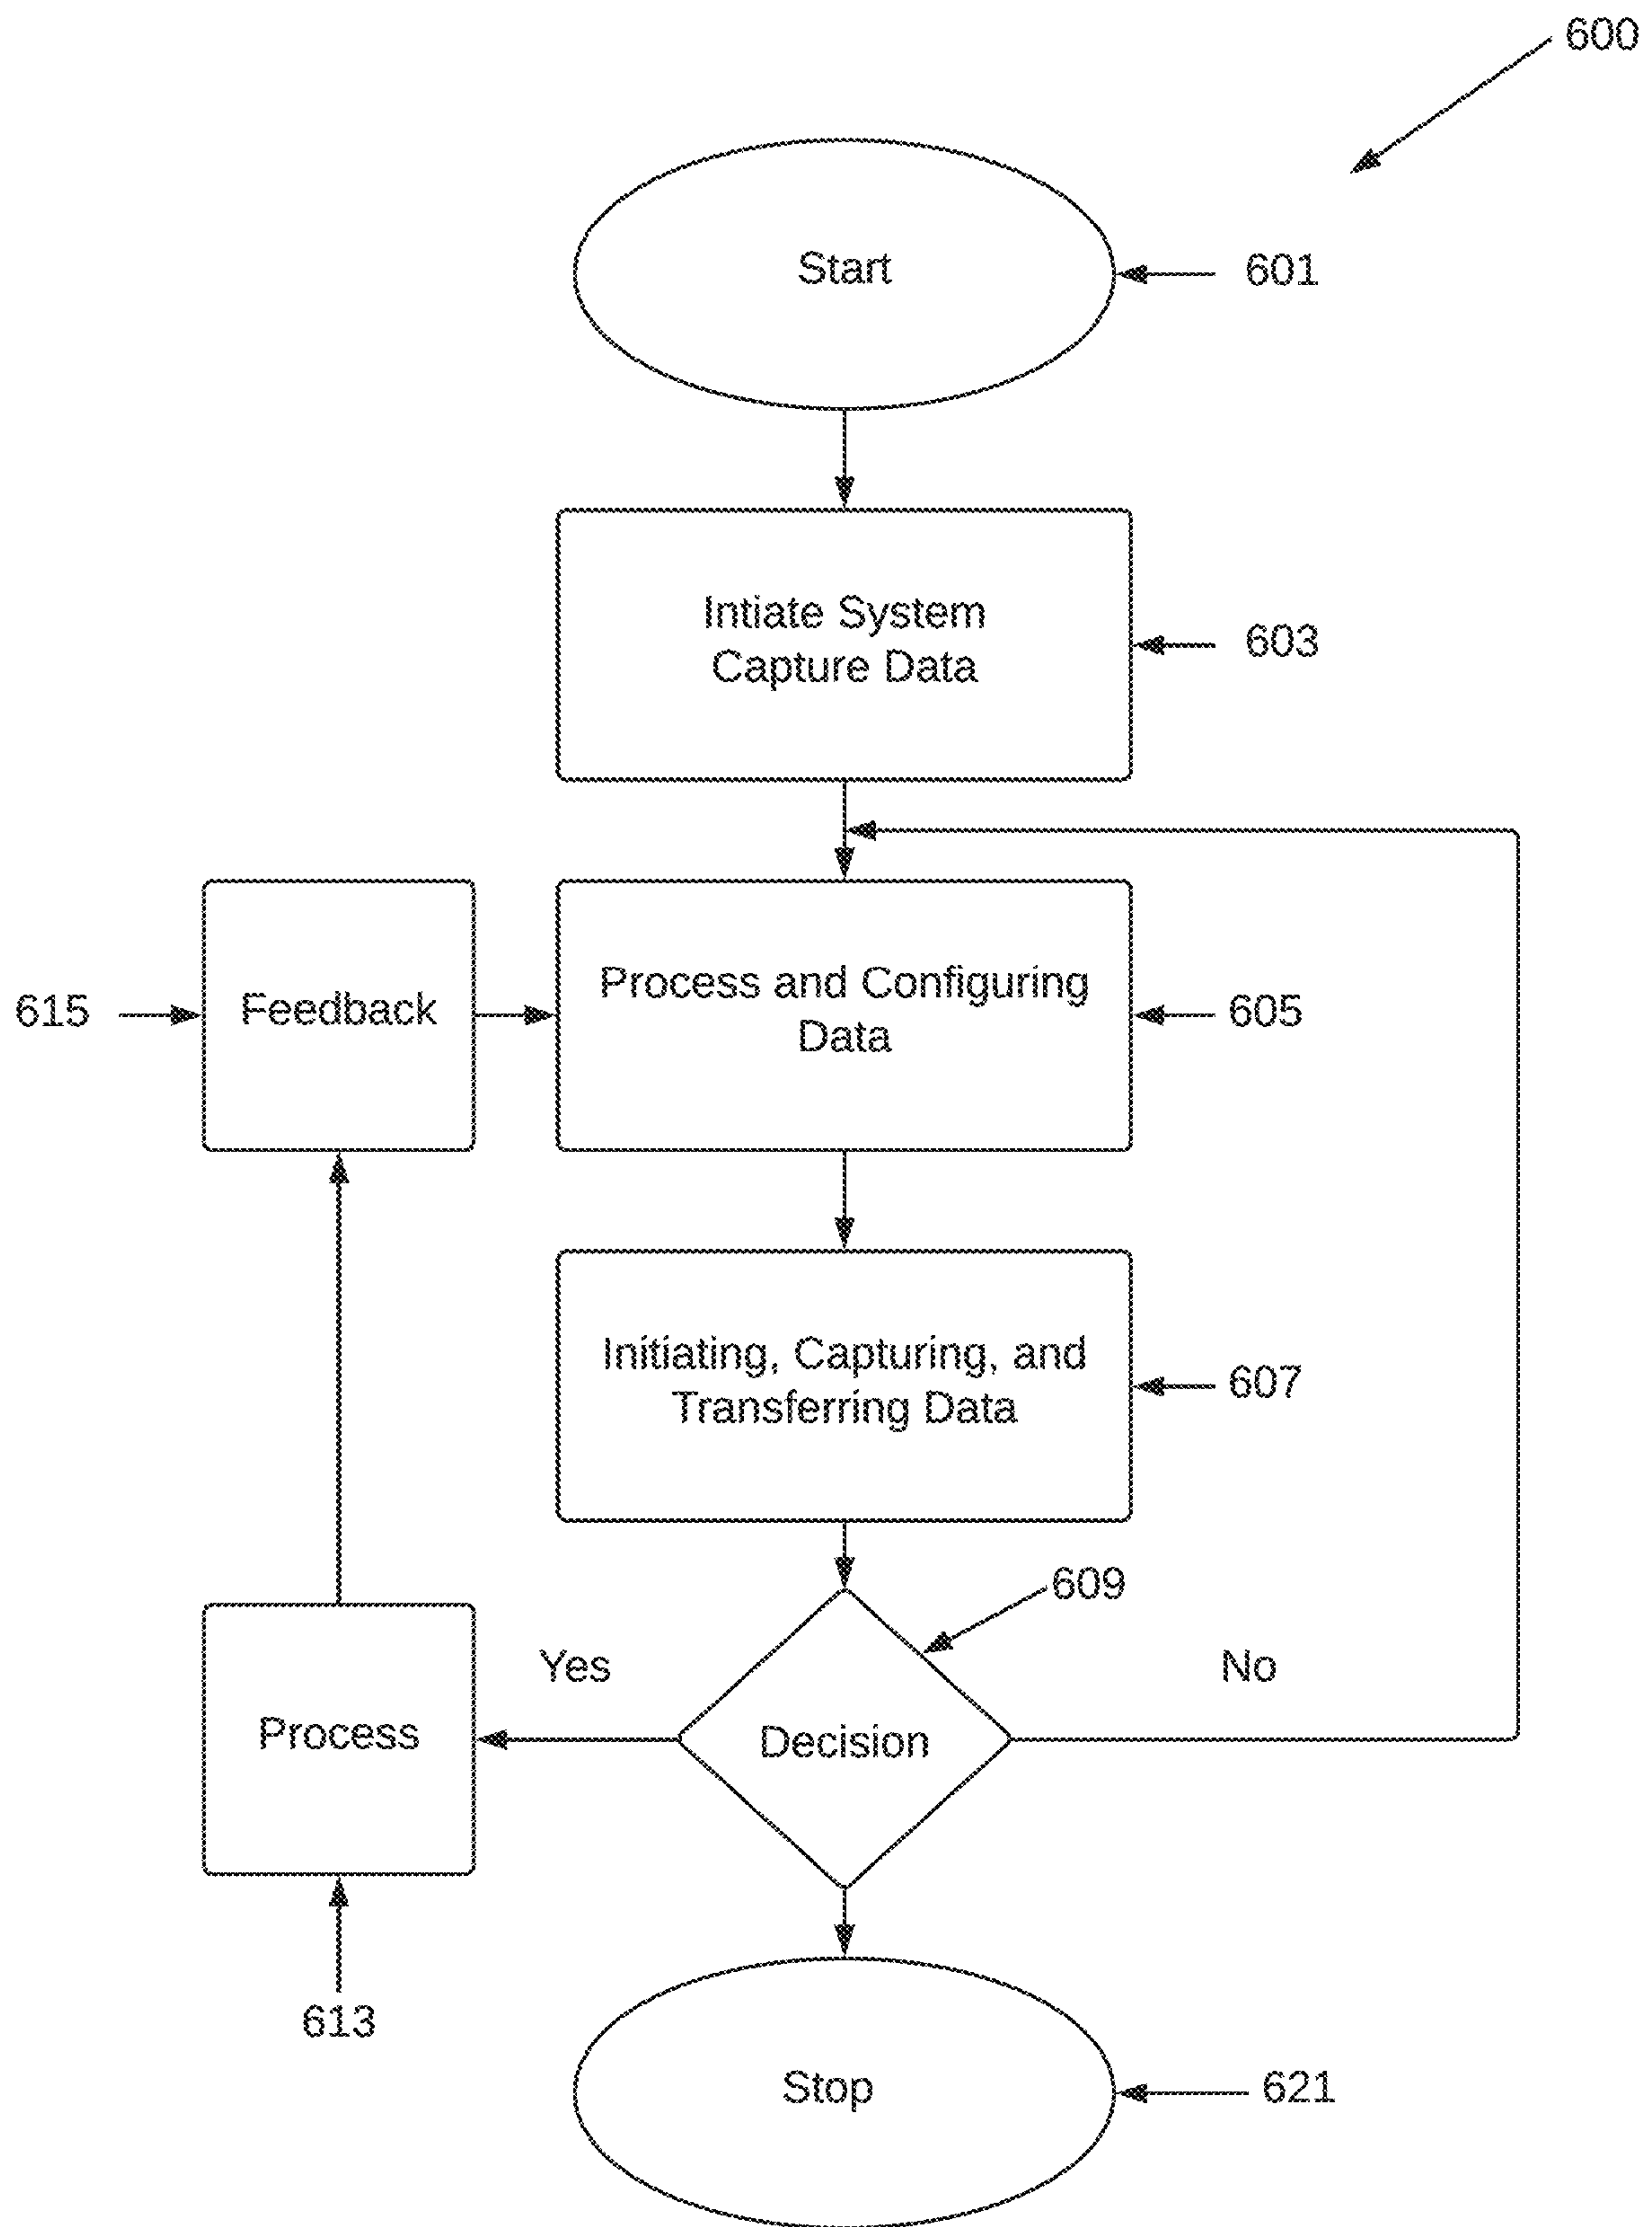 600
Start
601
Intiate System
Capture Data
603
615
Feedback
Process and Configuring
Data
605
Initiating, Capturing, and
Transferring Data
607
609
Yes
No
Process
Decision
613
Stop
621